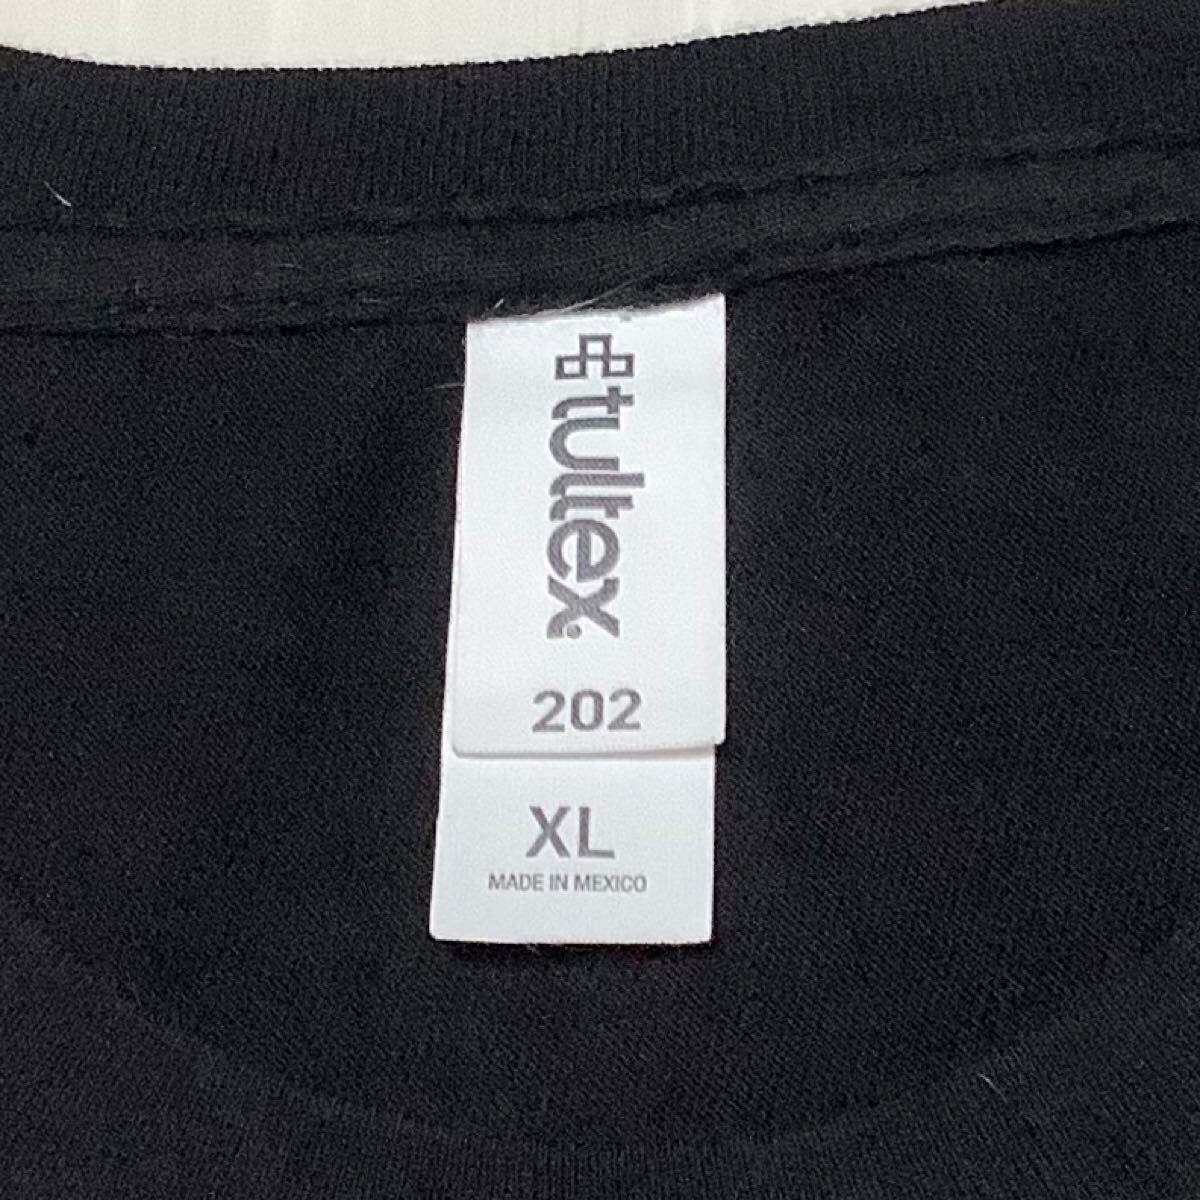 tultex.
202
XL
MADE IN MEXICO